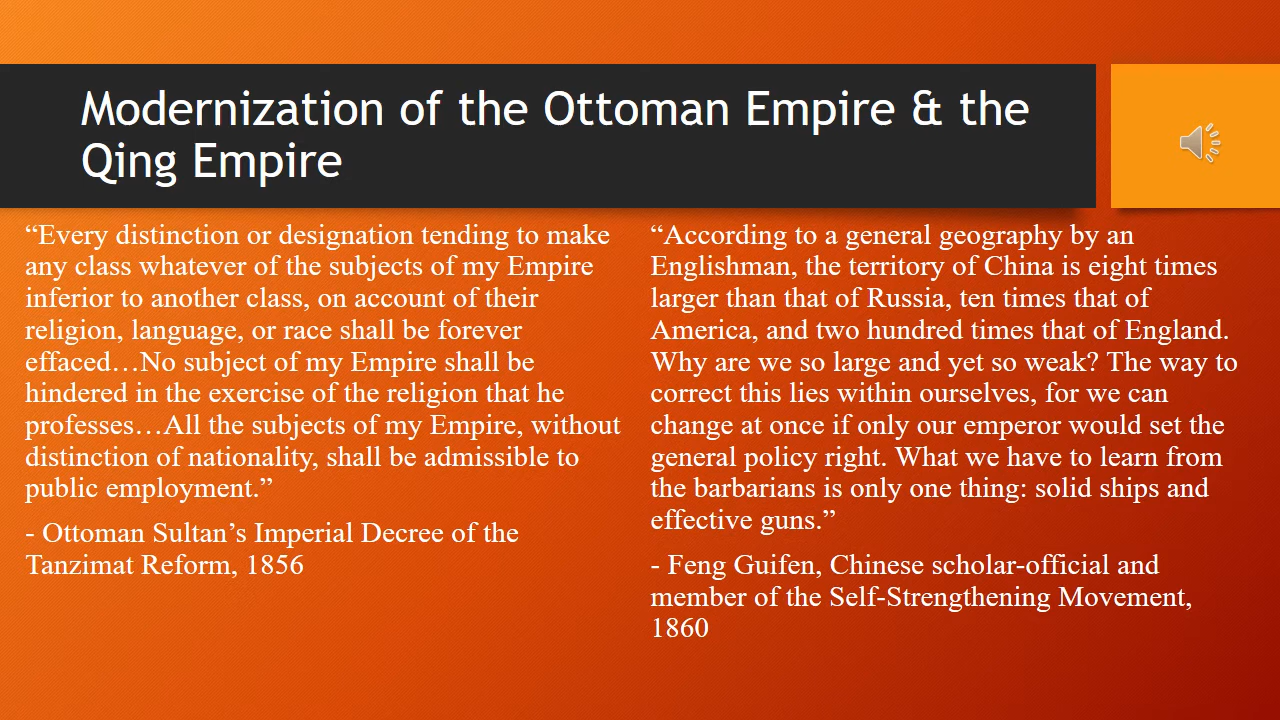 Modernization of the Ottoman Empire & the
Qing Empire
“Every distinction or designation tending to make
any class whatever of the subjects of my Empire
inferior to another class, on account of their
religion, language, or race shall be forever
effaced…No subject of my Empire shall be
hindered in the exercise of the religion that he
professes…All the subjects of my Empire, without
distinction of nationality, shall be admissible to
public employment.”
- Ottoman Sultan’s Imperial Decree of the
Tanzimat Reform, 1856
“According to a general geography by an
Englishman, the territory of China is eight times
larger than that of Russia, ten times that of
America, and two hundred times that of England.
Why are we so large and yet so weak? The way to
correct this lies within ourselves, for we can
change at once if only our emperor would set the
general policy right. What we have to learn from
the barbarians is only one thing: solid ships and
effective guns.”
- Feng Guifen, Chinese scholar-official and
member of the Self-Strengthening Movement,
1860